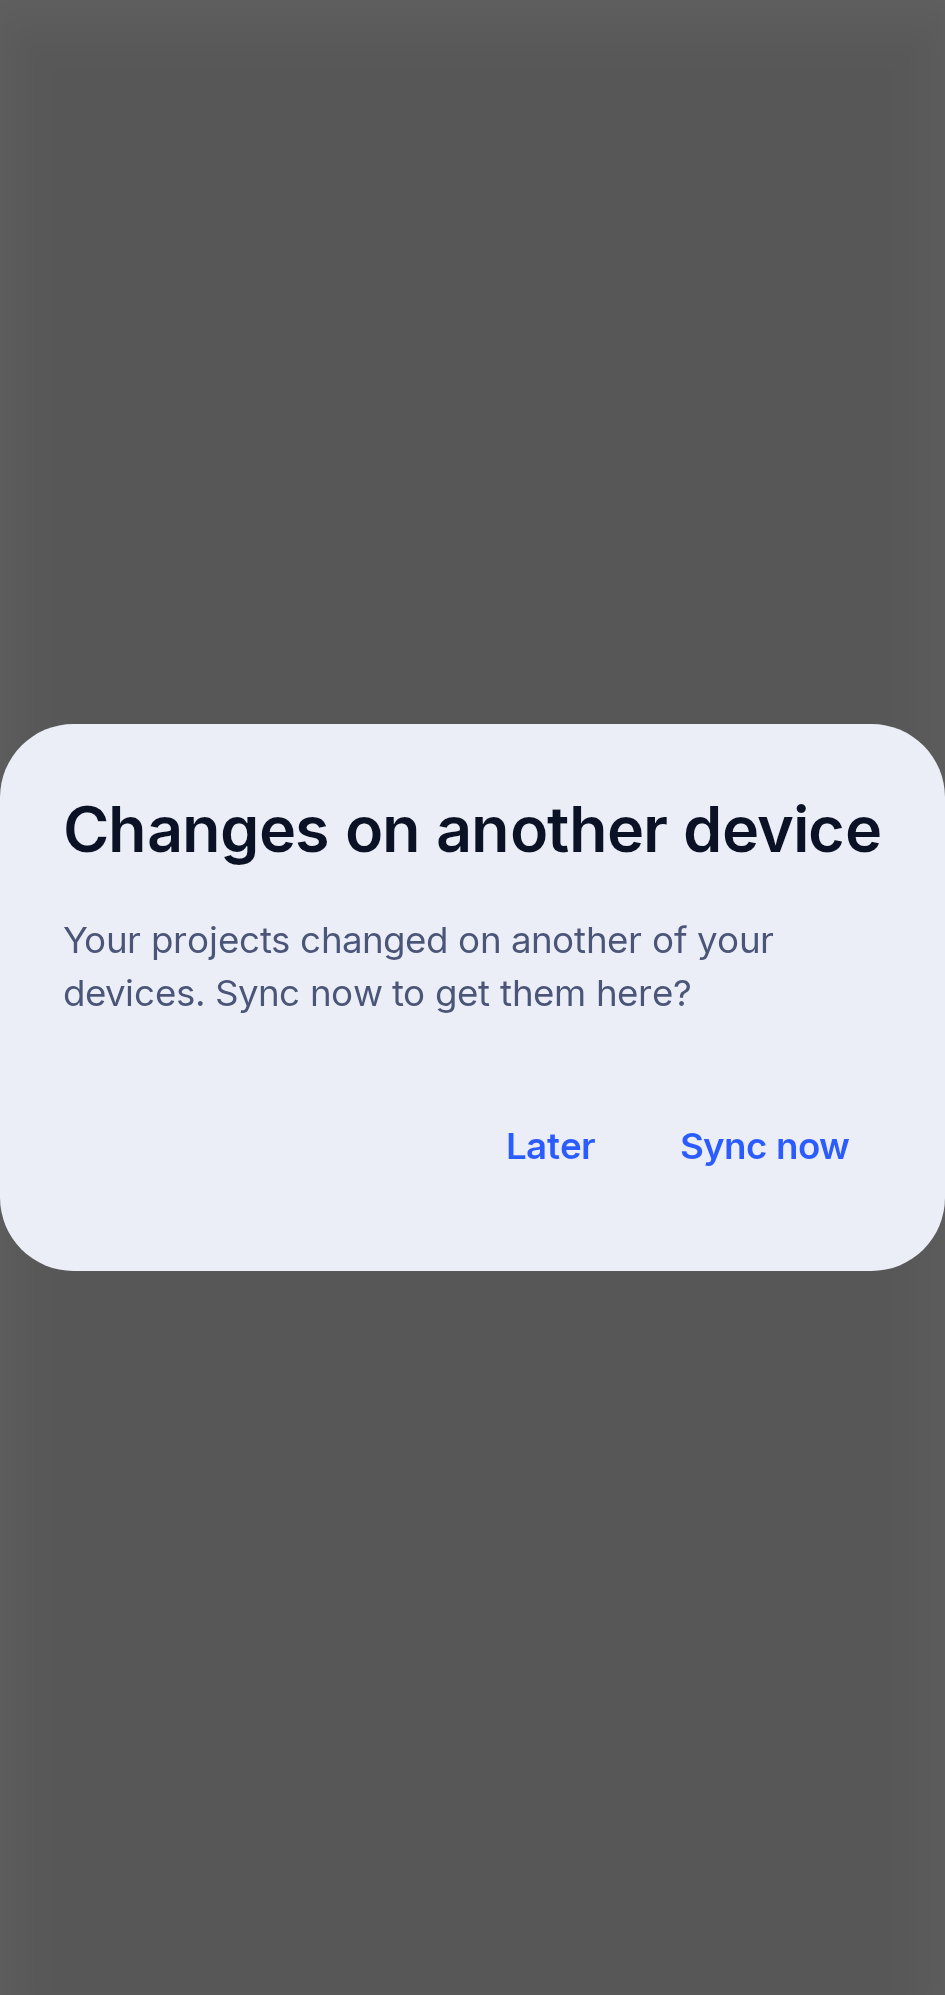 Changes on another device
Your projects changed on another of your
devices. Sync now to get them here?
Later Sync now